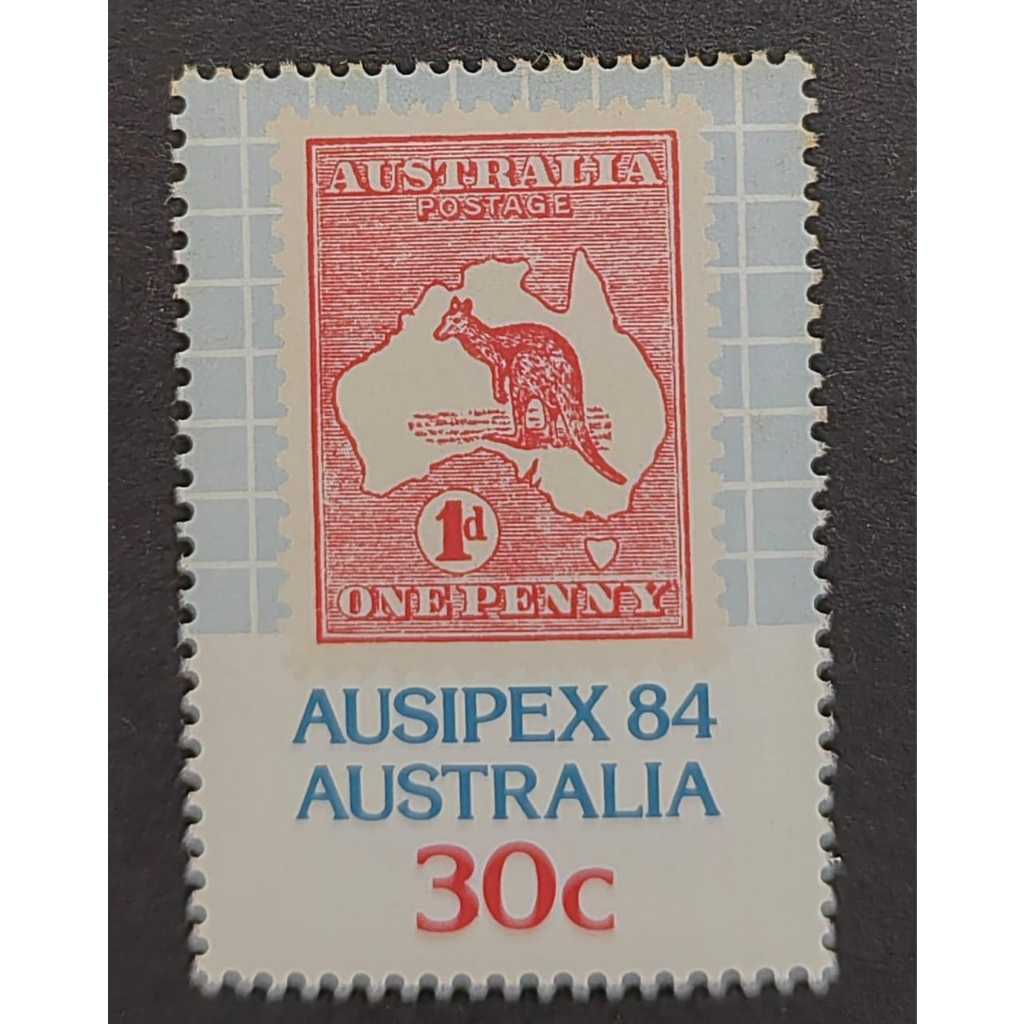 AUSTRALIA
POSTAGE
1d
ONE PENNY
AUSIPEX 84
AUSTRALIA
30c